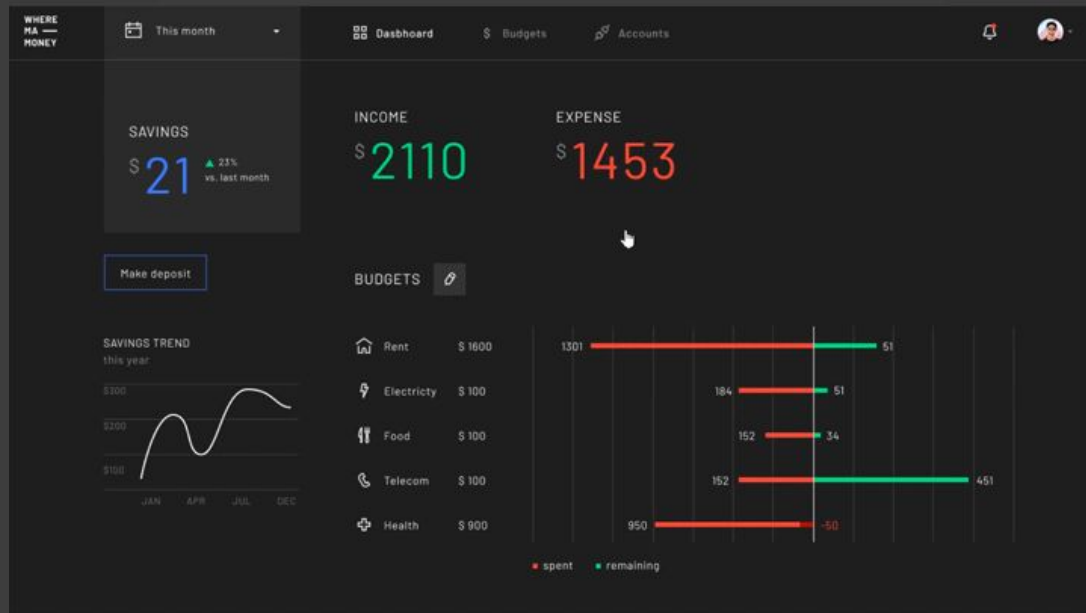 WHERE
MA —
MONEY
This month
Dasbhoard
$ Budgets
Accounts
SAVINGS
$ 21
23%
vs. last month
INCOME
$ 2110
EXPENSE
$ 1453
Make deposit
BUDGETS
SAVINGS TREND
this year
$300
$200
$100
JAN APR JUL DEC
Rent $ 1600 1301 51
Electricty $ 100 184 51
Food $ 100 152 34
Telecom $ 100 152 451
Health $ 900 950 -50
spent remaining